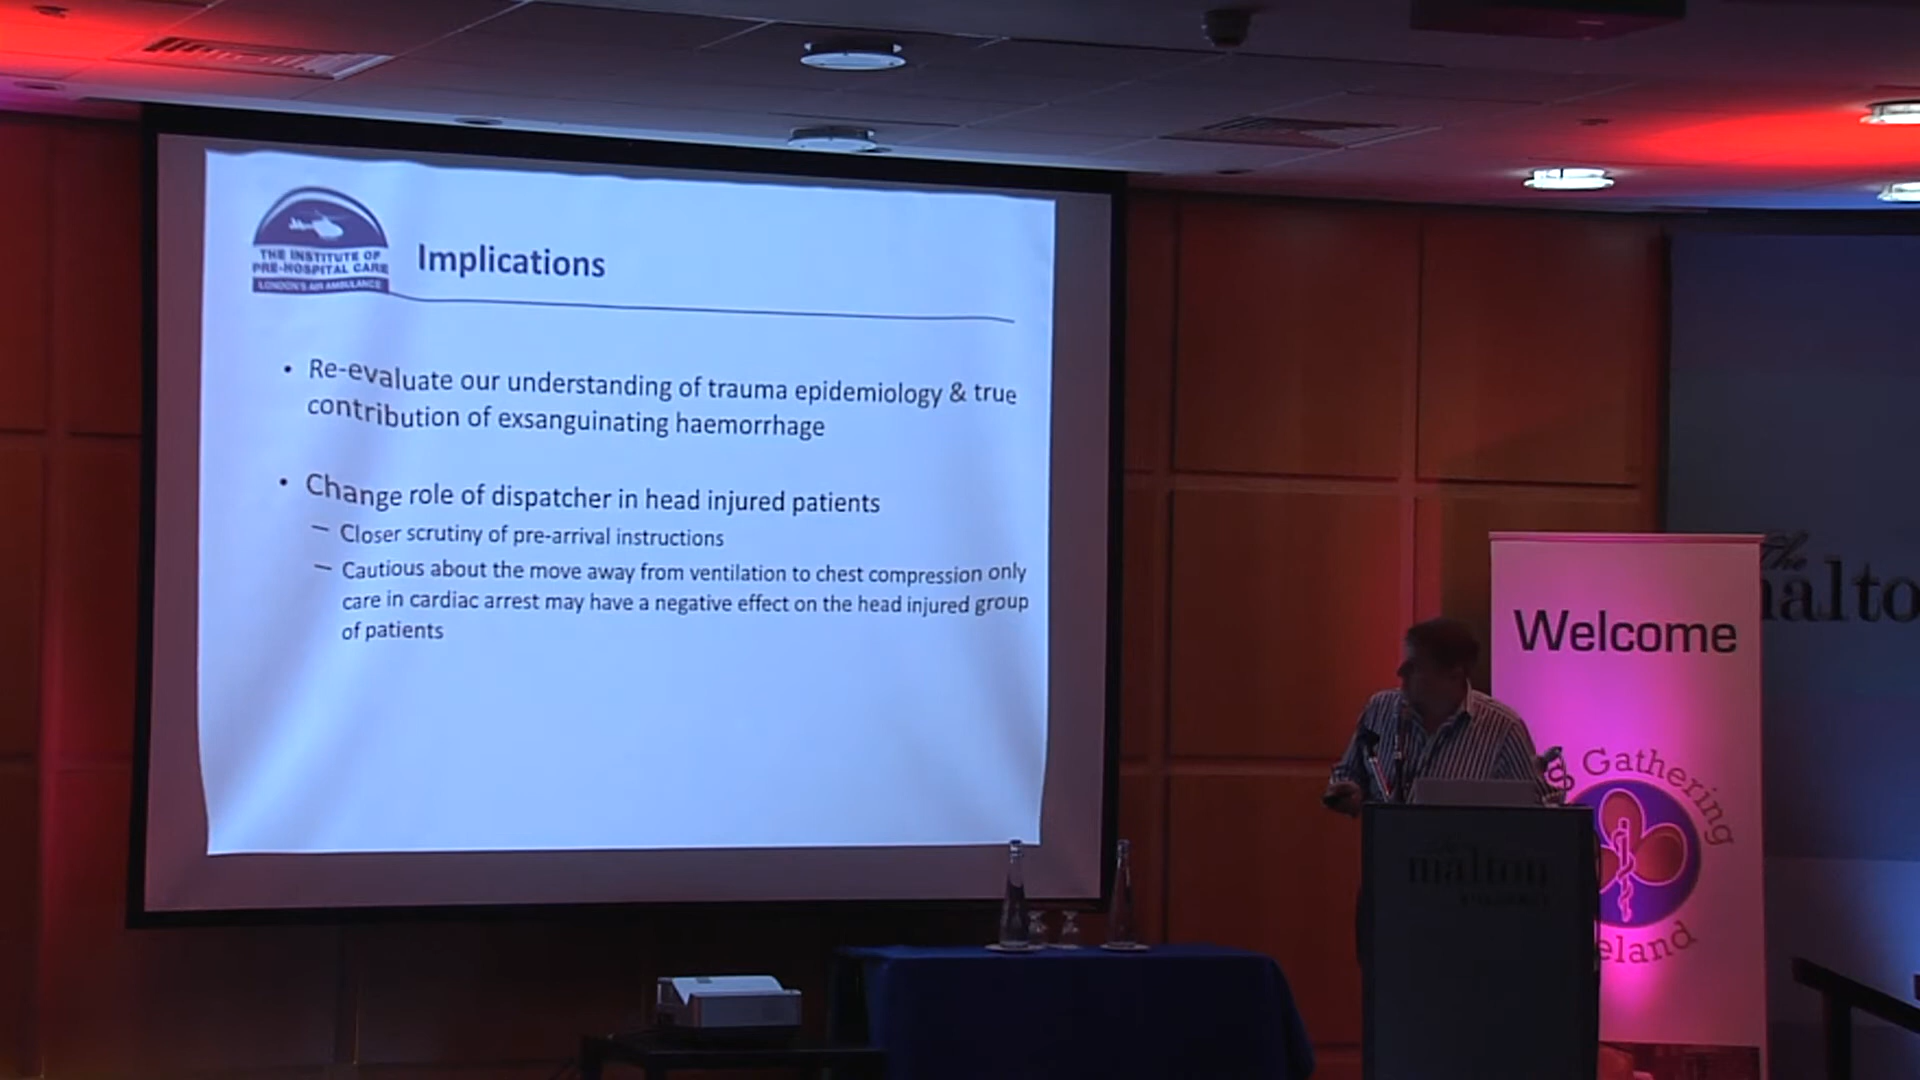 THE INSTITUTE OF
PRE-HOSPITAL CARE
LONDON'S AIR AMBULANCE
Implications
• Re-evaluate our understanding of trauma epidemiology & true
contribution of exsanguinating haemorrhage
• Change role of dispatcher in head injured patients
– Closer scrutiny of pre-arrival instructions
– Cautious about the move away from ventilation to chest compression only
care in cardiac arrest may have a negative effect on the head injured group
of patients
The
malto
Welcome
Gathering
eland
malton